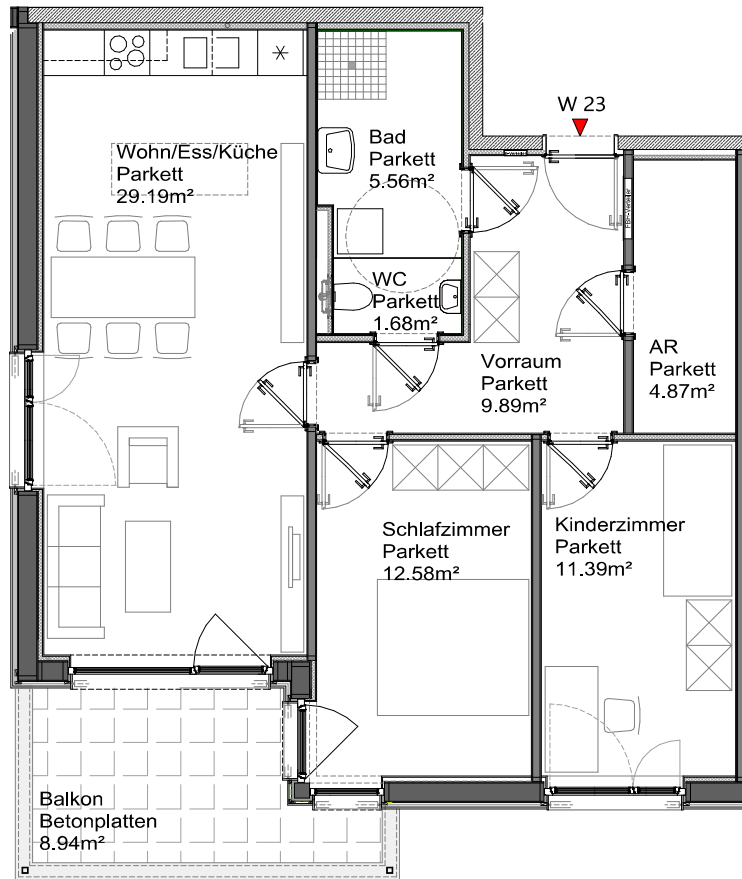 W 23
Wohn/Ess/Küche
Parkett
29.19m²
Bad
Parkett
5.56m²
WC
Parkett
1.68m²
Vorraum
Parkett
9.89m²
AR
Parkett
4.87m²
Schlafzimmer
Parkett
12.58m²
Kinderzimmer
Parkett
11.39m²
Balkon
Betonplatten
8.94m²